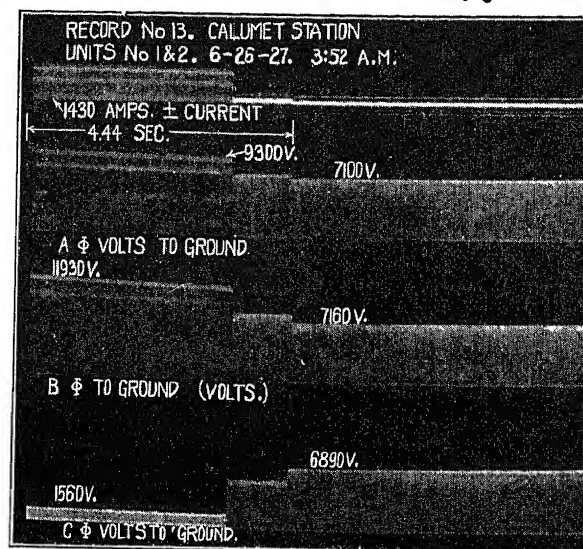 RECORD No 13. CALUMET STATION
UNITS No 1&2. 6-26-27. 3:52 A.M.
1430 AMPS. ± CURRENT
4.44 SEC.
9300V.
7100V.
A Φ VOLTS TO GROUND
11930V.
7160V.
B Φ TO GROUND (VOLTS.)
6890V.
1560V.
C Φ VOLTS TO GROUND.